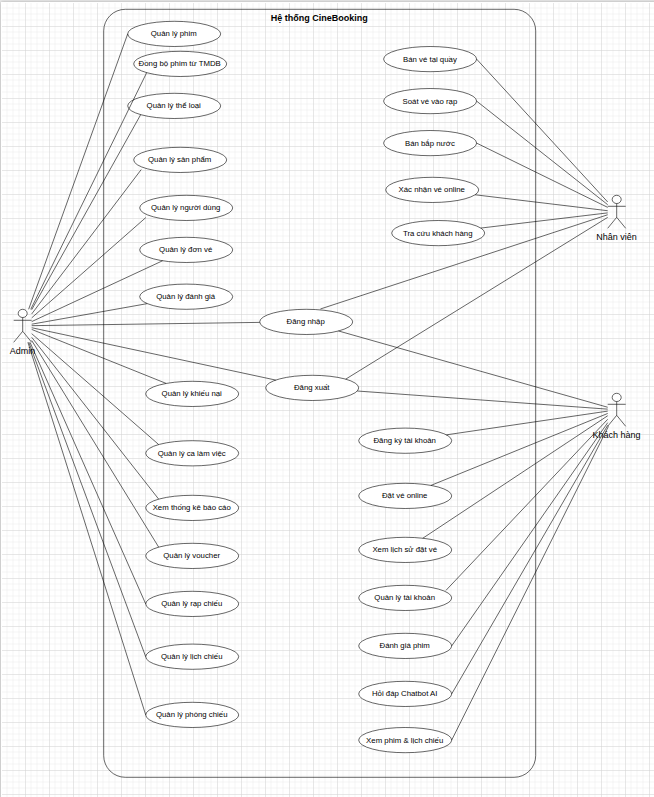 Hệ thống CineBooking
Quản lý phim
Đồng bộ phim từ TMDB
Quản lý thể loại
Quản lý sản phẩm
Quản lý người dùng
Quản lý đơn vé
Quản lý đánh giá
Bán vé tại quầy
Soát vé vào rạp
Bán bắp nước
Xác nhận vé online
Tra cứu khách hàng
Nhân viên
Đăng nhập
Admin
Đăng xuất
Quản lý khiếu nại
Quản lý ca làm việc
Xem thống kê báo cáo
Quản lý voucher
Quản lý rạp chiếu
Quản lý lịch chiếu
Quản lý phòng chiếu
Khách hàng
Đăng ký tài khoản
Đặt vé online
Xem lịch sử đặt vé
Quản lý tài khoản
Đánh giá phim
Hỏi đáp Chatbot AI
Xem phim & lịch chiếu